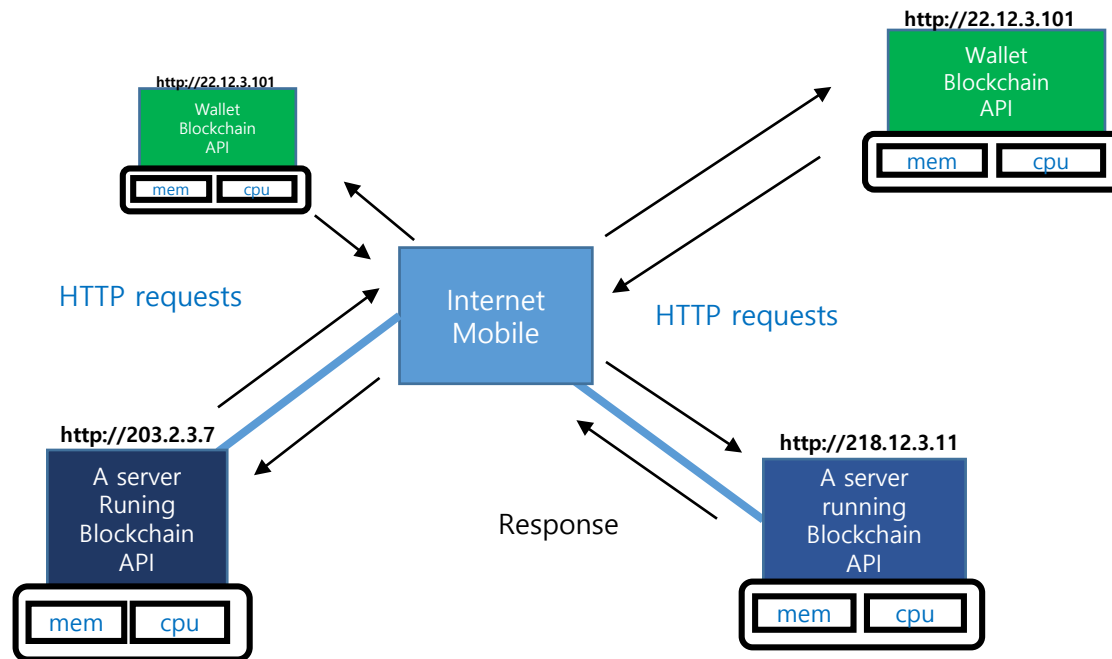 http://22.12.3.101
Wallet
Blockchain
API
mem cpu
http://22.12.3.101
Wallet
Blockchain
API
mem cpu
HTTP requests
Internet
Mobile
HTTP requests
http://203.2.3.7
A server
Runing
Blockchain
API
mem cpu
Response
http://218.12.3.11
A server
running
Blockchain
API
mem cpu